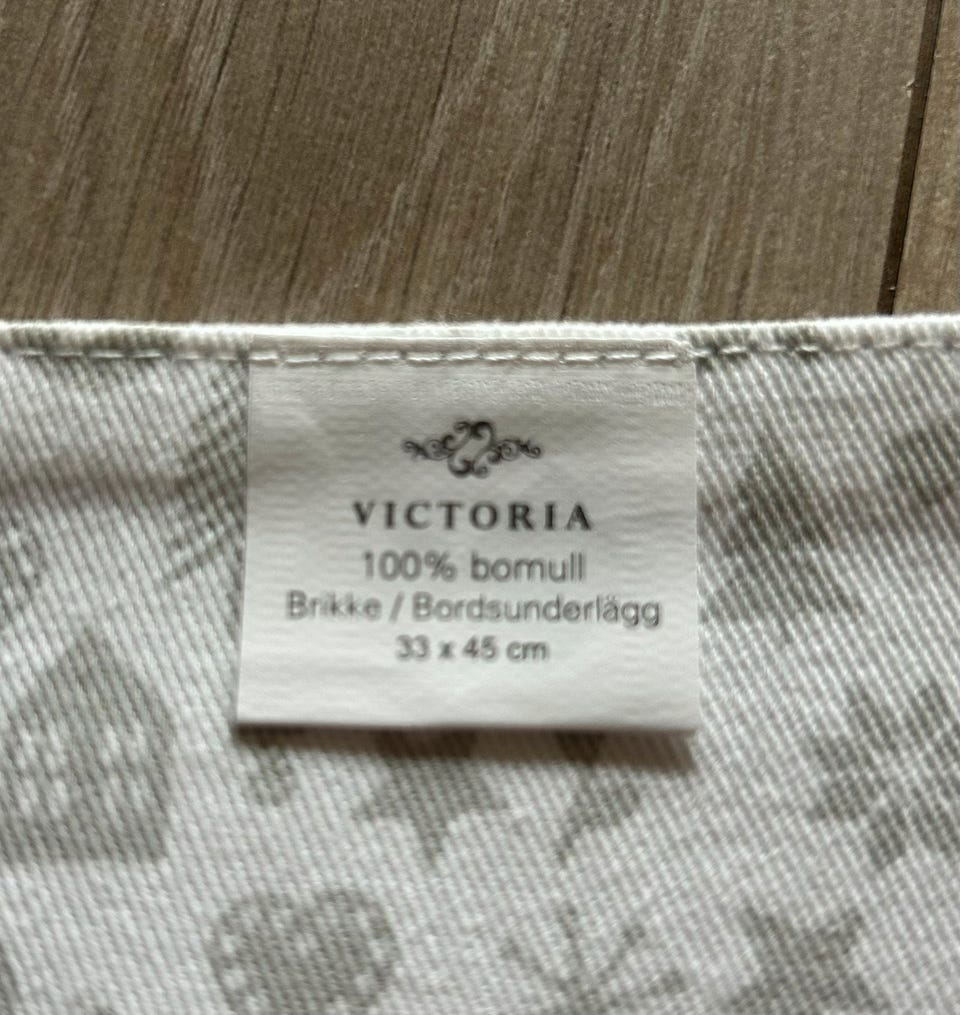 VICTORIA
100% bomull
Brikke / Bordsunderlägg
33 x 45 cm